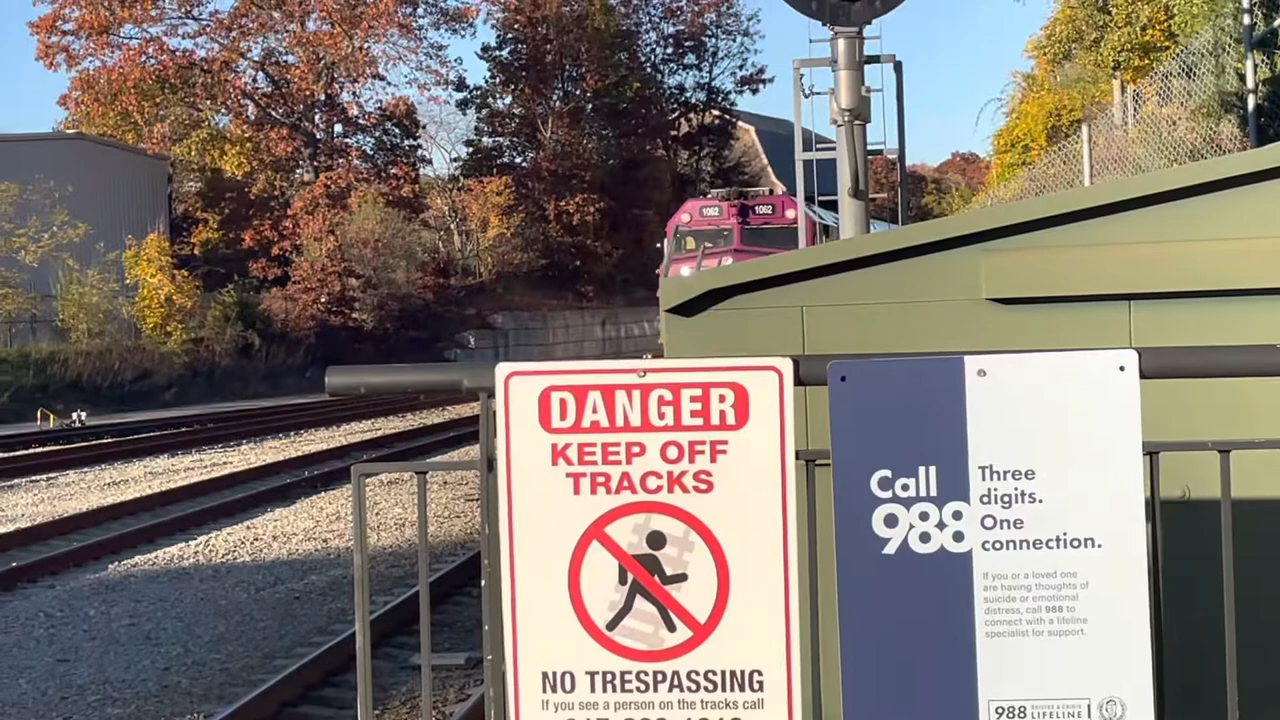 1062 1062
DANGER
KEEP OFF
TRACKS
NO TRESPASSING
If you see a person on the tracks call
Call
988
Three
digits.
One
connection.
If you or a loved one
are having thoughts of
suicide or emotional
distress, call 988 to
connect with a lifeline
specialist for support.
988 SUICIDE & CRISIS
LIFELINE